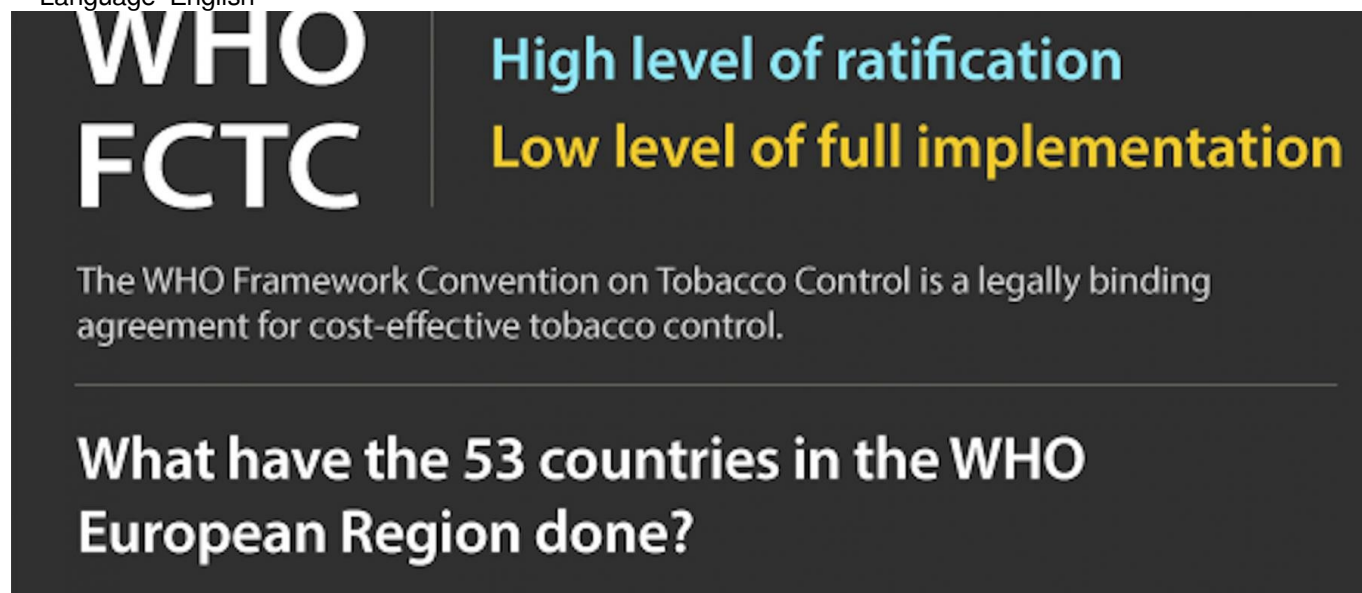 Language English
WHO
FCTC
High level of ratification
Low level of full implementation
The WHO Framework Convention on Tobacco Control is a legally binding
agreement for cost-effective tobacco control.
What have the 53 countries in the WHO
European Region done?